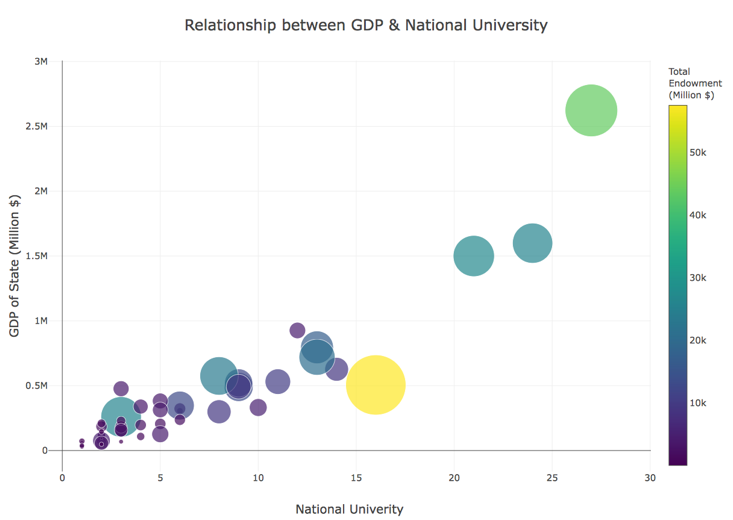 Relationship between GDP & National University
Total
Endowment
(Million $)
50k
40k
30k
20k
10k
GDP of State (Million $)
3M
2.5M
2M
1.5M
1M
0.5M
0
0 5 10 15 20 25 30
National Univerity